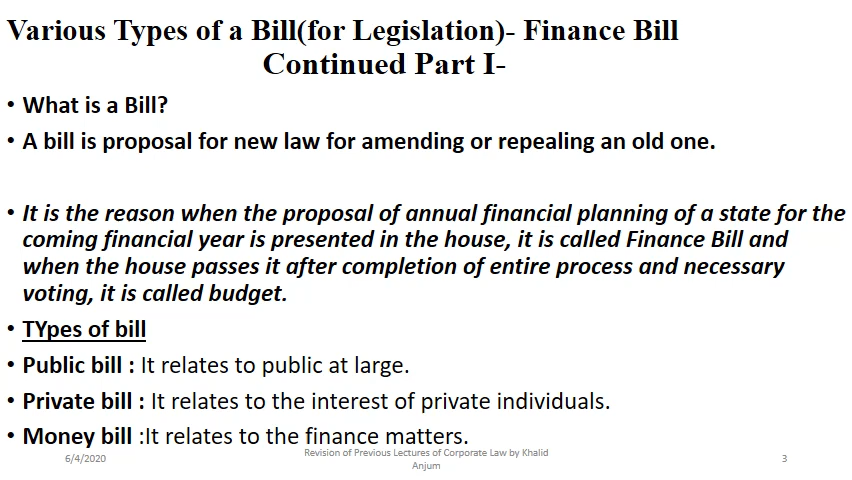 Various Types of a Bill(for Legislation)- Finance Bill
Continued Part I-
• What is a Bill?
• A bill is proposal for new law for amending or repealing an old one.
• It is the reason when the proposal of annual financial planning of a state for the
coming financial year is presented in the house, it is called Finance Bill and
when the house passes it after completion of entire process and necessary
voting, it is called budget.
• TYpes of bill
• Public bill : It relates to public at large.
• Private bill : It relates to the interest of private individuals.
• Money bill :It relates to the finance matters.
6/4/2020
Revision of Previous Lectures of Corporate Law by Khalid
Anjum
3